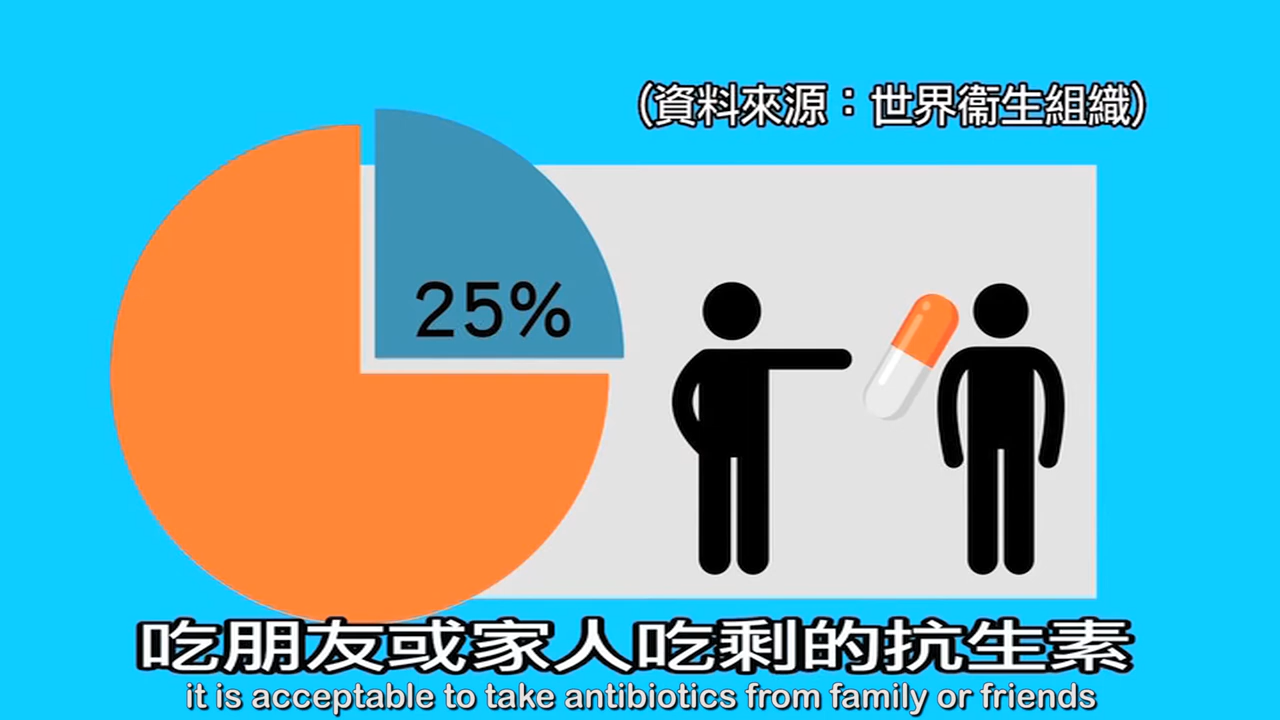 (資料來源：世界衞生組織)
25%
吃朋友或家人吃剩的抗生素
it is acceptable to take antibiotics from family or friends